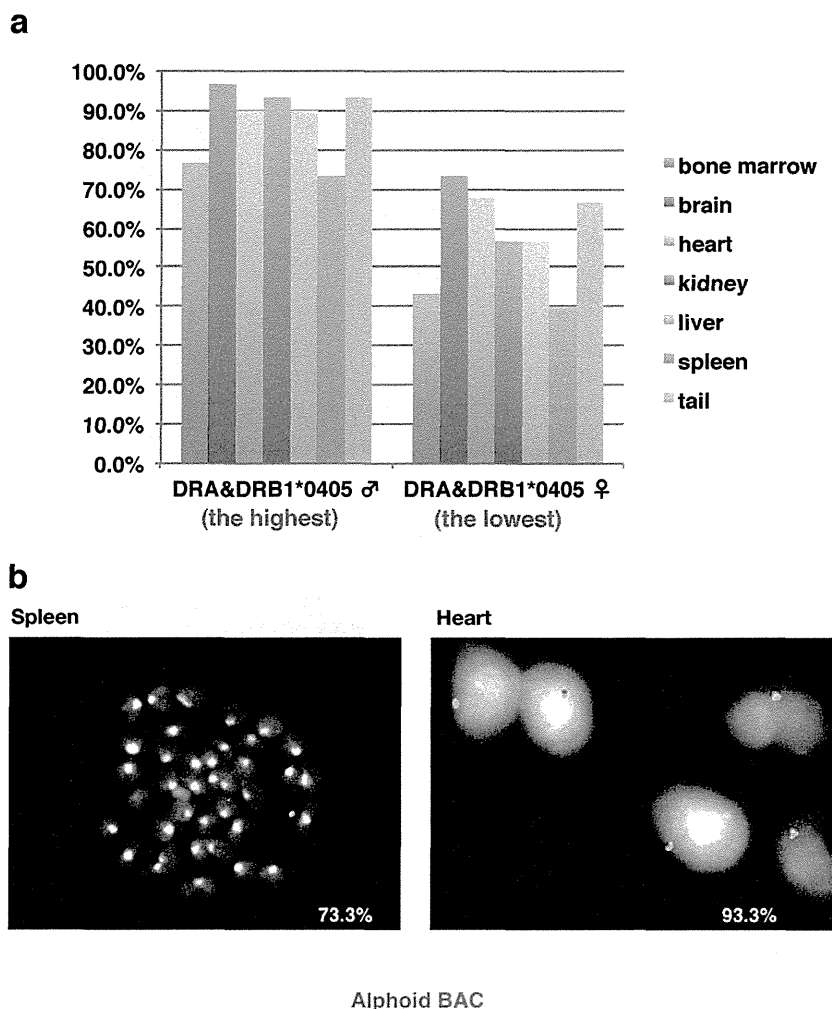 a
100.0%
90.0%
80.0%
70.0%
60.0%
50.0%
40.0%
30.0%
20.0%
10.0%
0.0%
DRA&DRB1*0405 ♂
(the highest)
DRA&DRB1*0405 ♀
(the lowest)
bone marrow
brain
heart
kidney
liver
spleen
tail
b
Spleen
Heart
73.3%
93.3%
Alphoid BAC